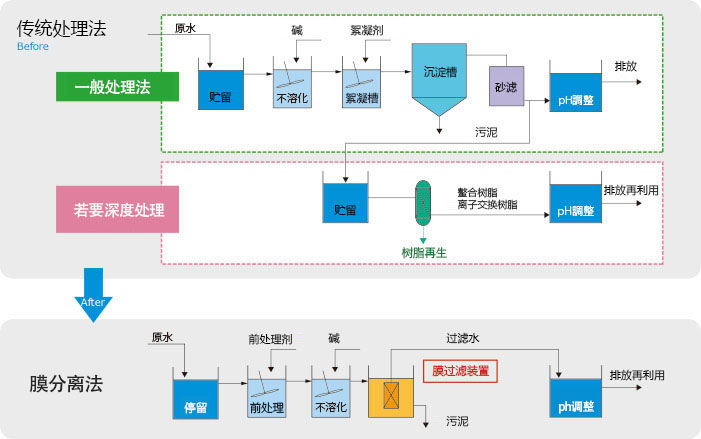 传统处理法
Before
原水
碱
絮凝剂
一般处理法
贮留
不溶化
絮凝槽
沉淀槽
砂滤
pH調整
排放
污泥
若要深度处理
贮留
螯合树脂
离子交换树脂
树脂再生
pH調整
排放再利用
After
膜分离法
原水
前处理剂
碱
过滤水
停留
前处理
不溶化
膜过滤装置
污泥
ph調整
排放再利用